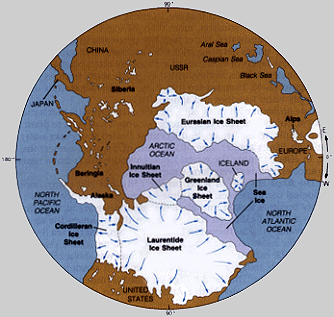 90°
CHINA
Aral Sea
Caspian Sea
Black Sea
USSR
Siberia
JAPAN
Eurasian Ice Sheet
Alps
E
W
EUROPE
ARCTIC
OCEAN
180°
0°
Innuitian
Ice Sheet
ICELAND
Beringia
Greenland
Ice
Sheet
Sea
Ice
Alaska
NORTH
PACIFIC
OCEAN
NORTH
ATLANTIC
OCEAN
Cordilleran
Ice
Sheet
Laurentide
Ice Sheet
UNITED
STATES
90°